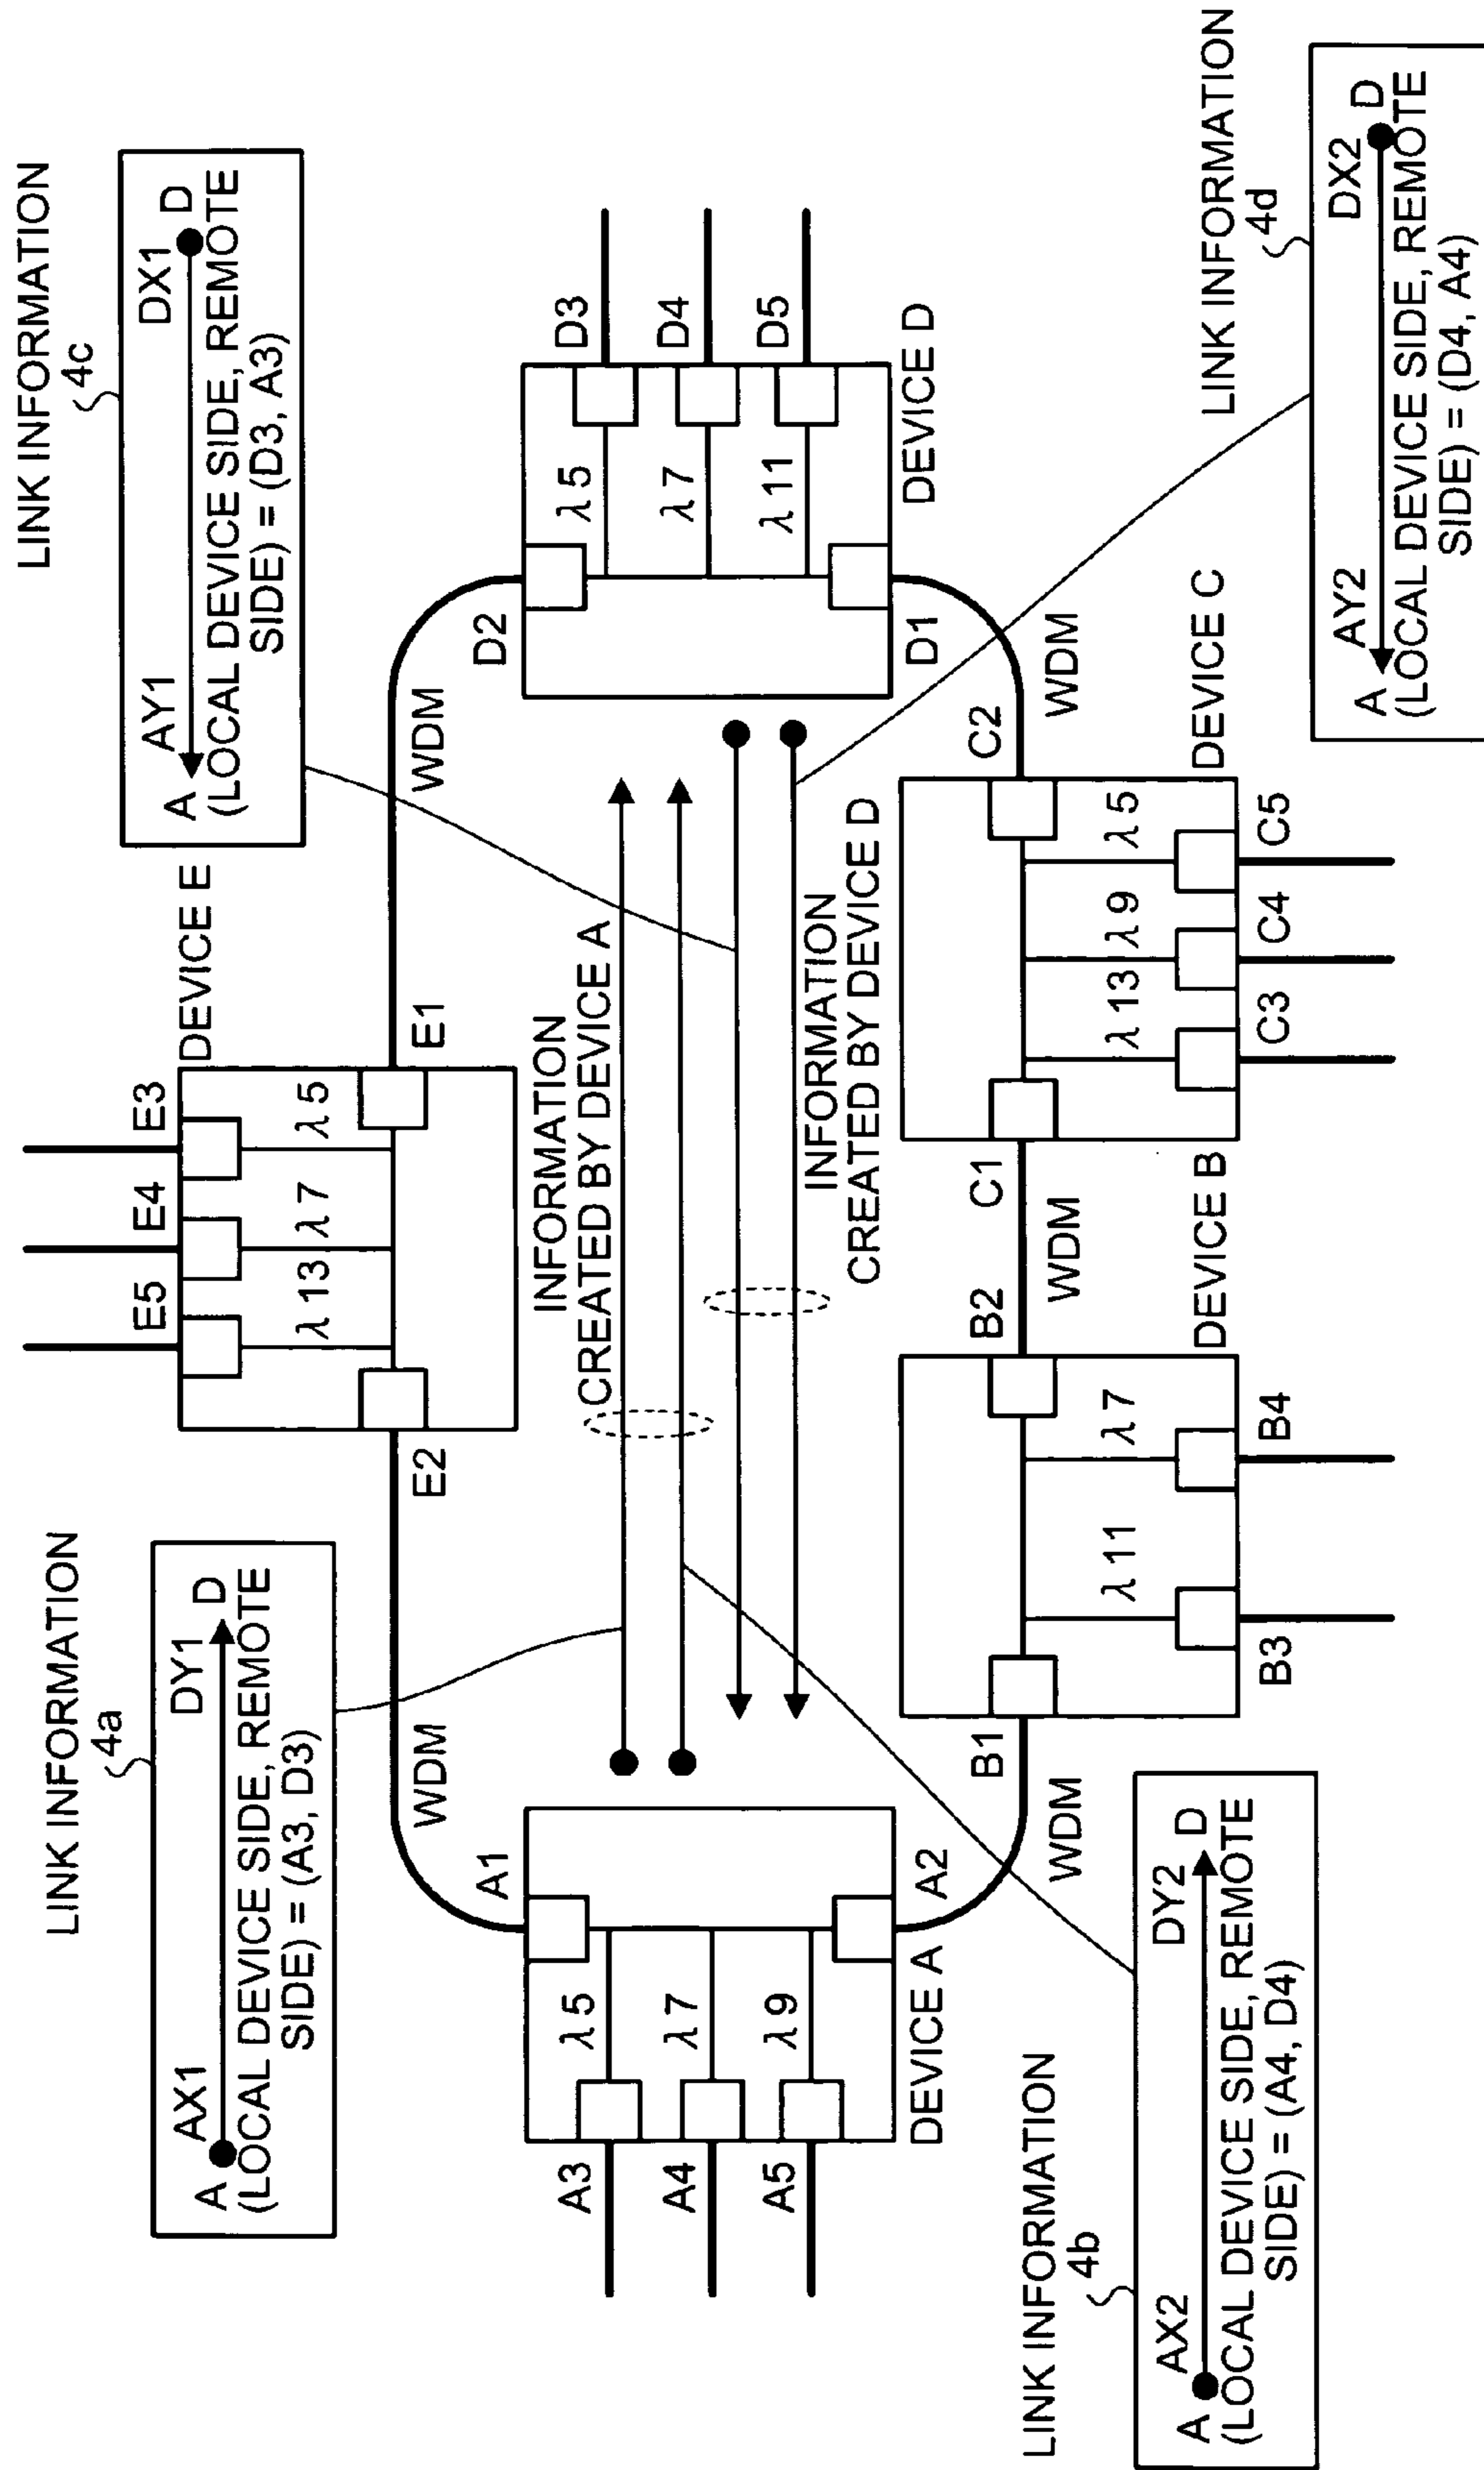 LINK INFORMATION
4a
AX1 DY1
A D
(LOCAL DEVICE SIDE, REMOTE
SIDE) = (A3, D3)
LINK INFORMATION
4c
AY1 DX1
A D
(LOCAL DEVICE SIDE, REMOTE
SIDE) = (D3, A3)
E5 E4 E3
DEVICE E
λ13 λ7 λ5
E2 E1
WDM WDM
A1
A3 λ5
A4 λ7
A5 λ9
A2
DEVICE A
INFORMATION
CREATED BY DEVICE A
INFORMATION
CREATED BY DEVICE D
D2
λ5 D3
λ7 D4
λ11 D5
D1
DEVICE D
B1 B2
WDM
λ11 λ7
B3 B4
DEVICE B
WDM
C1 C2
WDM
λ13 λ9 λ5
C3 C4 C5
DEVICE C
LINK INFORMATION
4b
AX2 DY2
A D
(LOCAL DEVICE SIDE, REMOTE
SIDE) = (A4, D4)
LINK INFORMATION
4d
AY2 DX2
A D
(LOCAL DEVICE SIDE, REMOTE
SIDE) = (D4, A4)